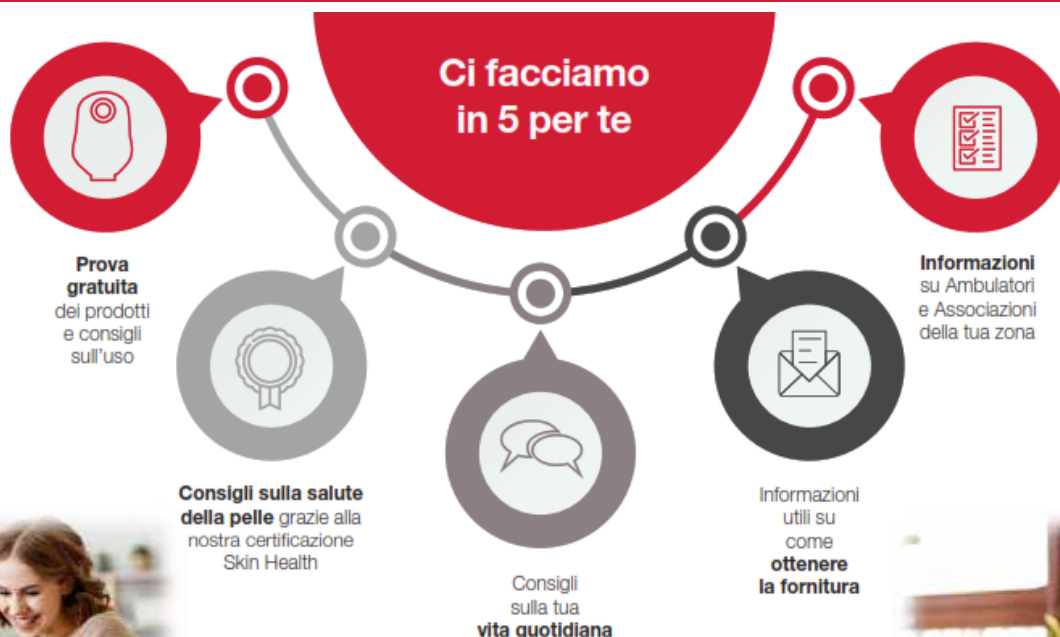 Ci facciamo
in 5 per te
Prova
gratuita
dei prodotti
e consigli
sull'uso
Consigli sulla salute
della pelle grazie alla
nostra certificazione
Skin Health
Consigli
sulla tua
vita quotidiana
Informazioni
utili su
come
ottenere
la fornitura
Informazioni
su Ambulatori
e Associazioni
della tua zona